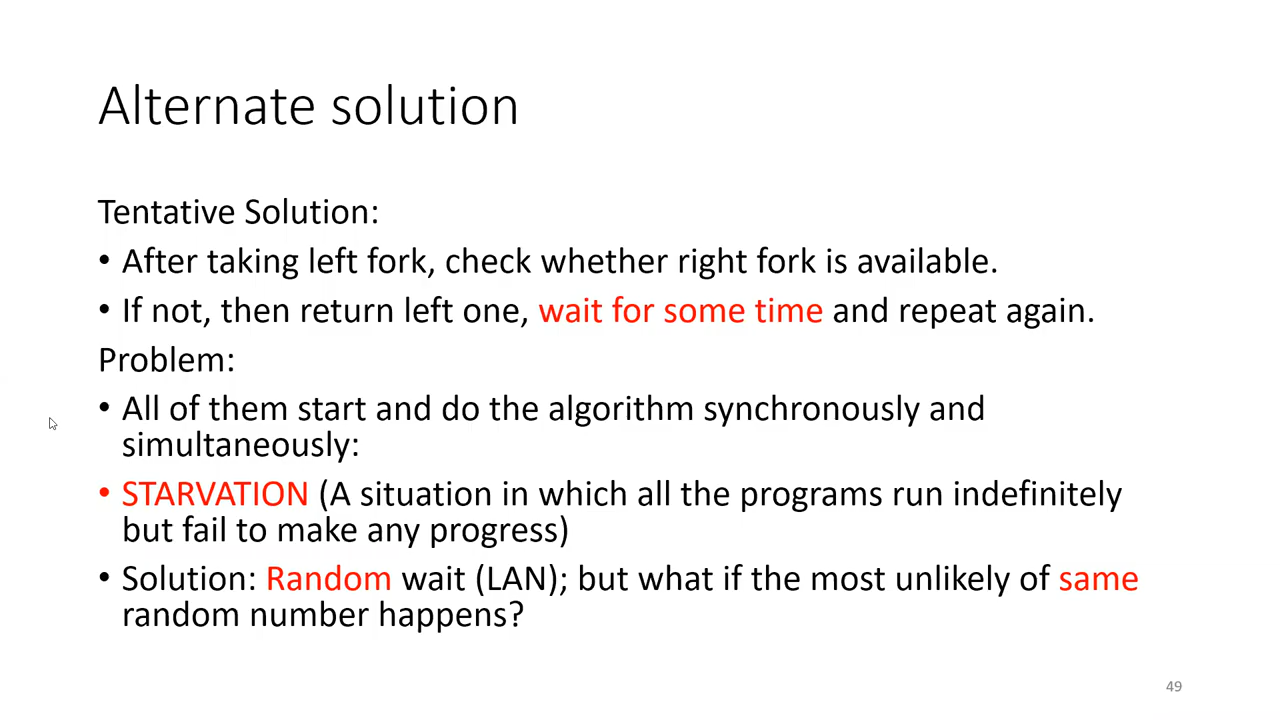 Alternate solution
Tentative Solution:
• After taking left fork, check whether right fork is available.
• If not, then return left one, wait for some time and repeat again.
Problem:
• All of them start and do the algorithm synchronously and
simultaneously:
• STARVATION (A situation in which all the programs run indefinitely
but fail to make any progress)
• Solution: Random wait (LAN); but what if the most unlikely of same
random number happens?
49